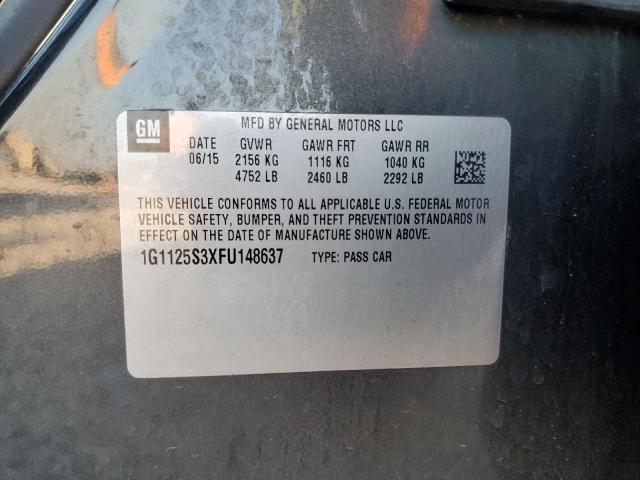 GM
MFD BY GENERAL MOTORS LLC
DATE GVWR GAWR FRT GAWR RR
06/15 2156 KG 1116 KG 1040 KG
4752 LB 2460 LB 2292 LB
THIS VEHICLE CONFORMS TO ALL APPLICABLE U.S. FEDERAL MOTOR
VEHICLE SAFETY, BUMPER, AND THEFT PREVENTION STANDARDS IN
EFFECT ON THE DATE OF MANUFACTURE SHOWN ABOVE.
1G1125S3XFU148637 TYPE: PASS CAR